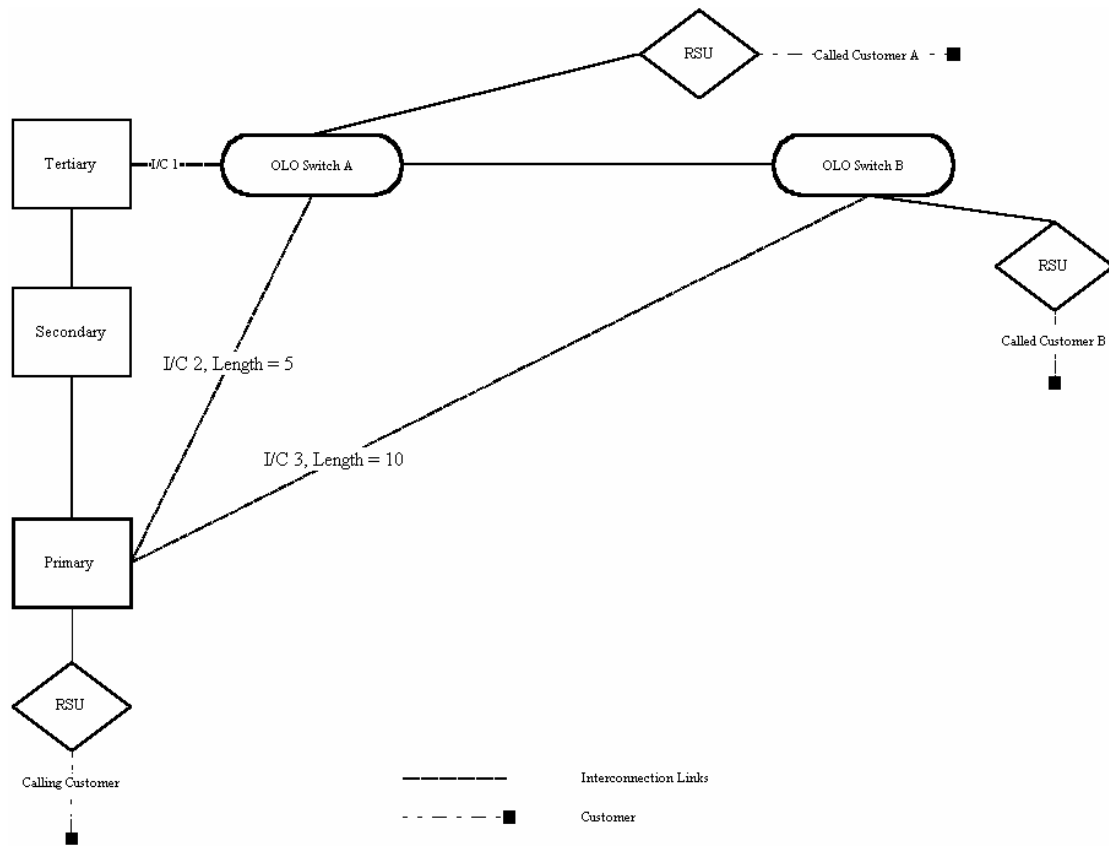 RSU
Called Customer A
Tertiary
I/C 1
OLO Switch A
OLO Switch B
RSU
Secondary
Called Customer B
I/C 2, Length = 5
I/C 3, Length = 10
Primary
RSU
Calling Customer
Interconnection Links
Customer